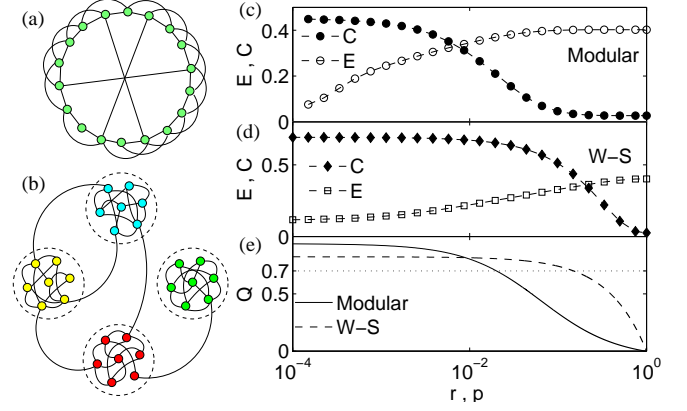 (a)
(b)
(c)
E, C
0.4
0.2
0
C
E
Modular
(d)
E, C
0.5
0
C
E
W-S
(e)
Q
0.7
0.5
0
Modular
W-S
10^-4
10^-2
10^0
r , p